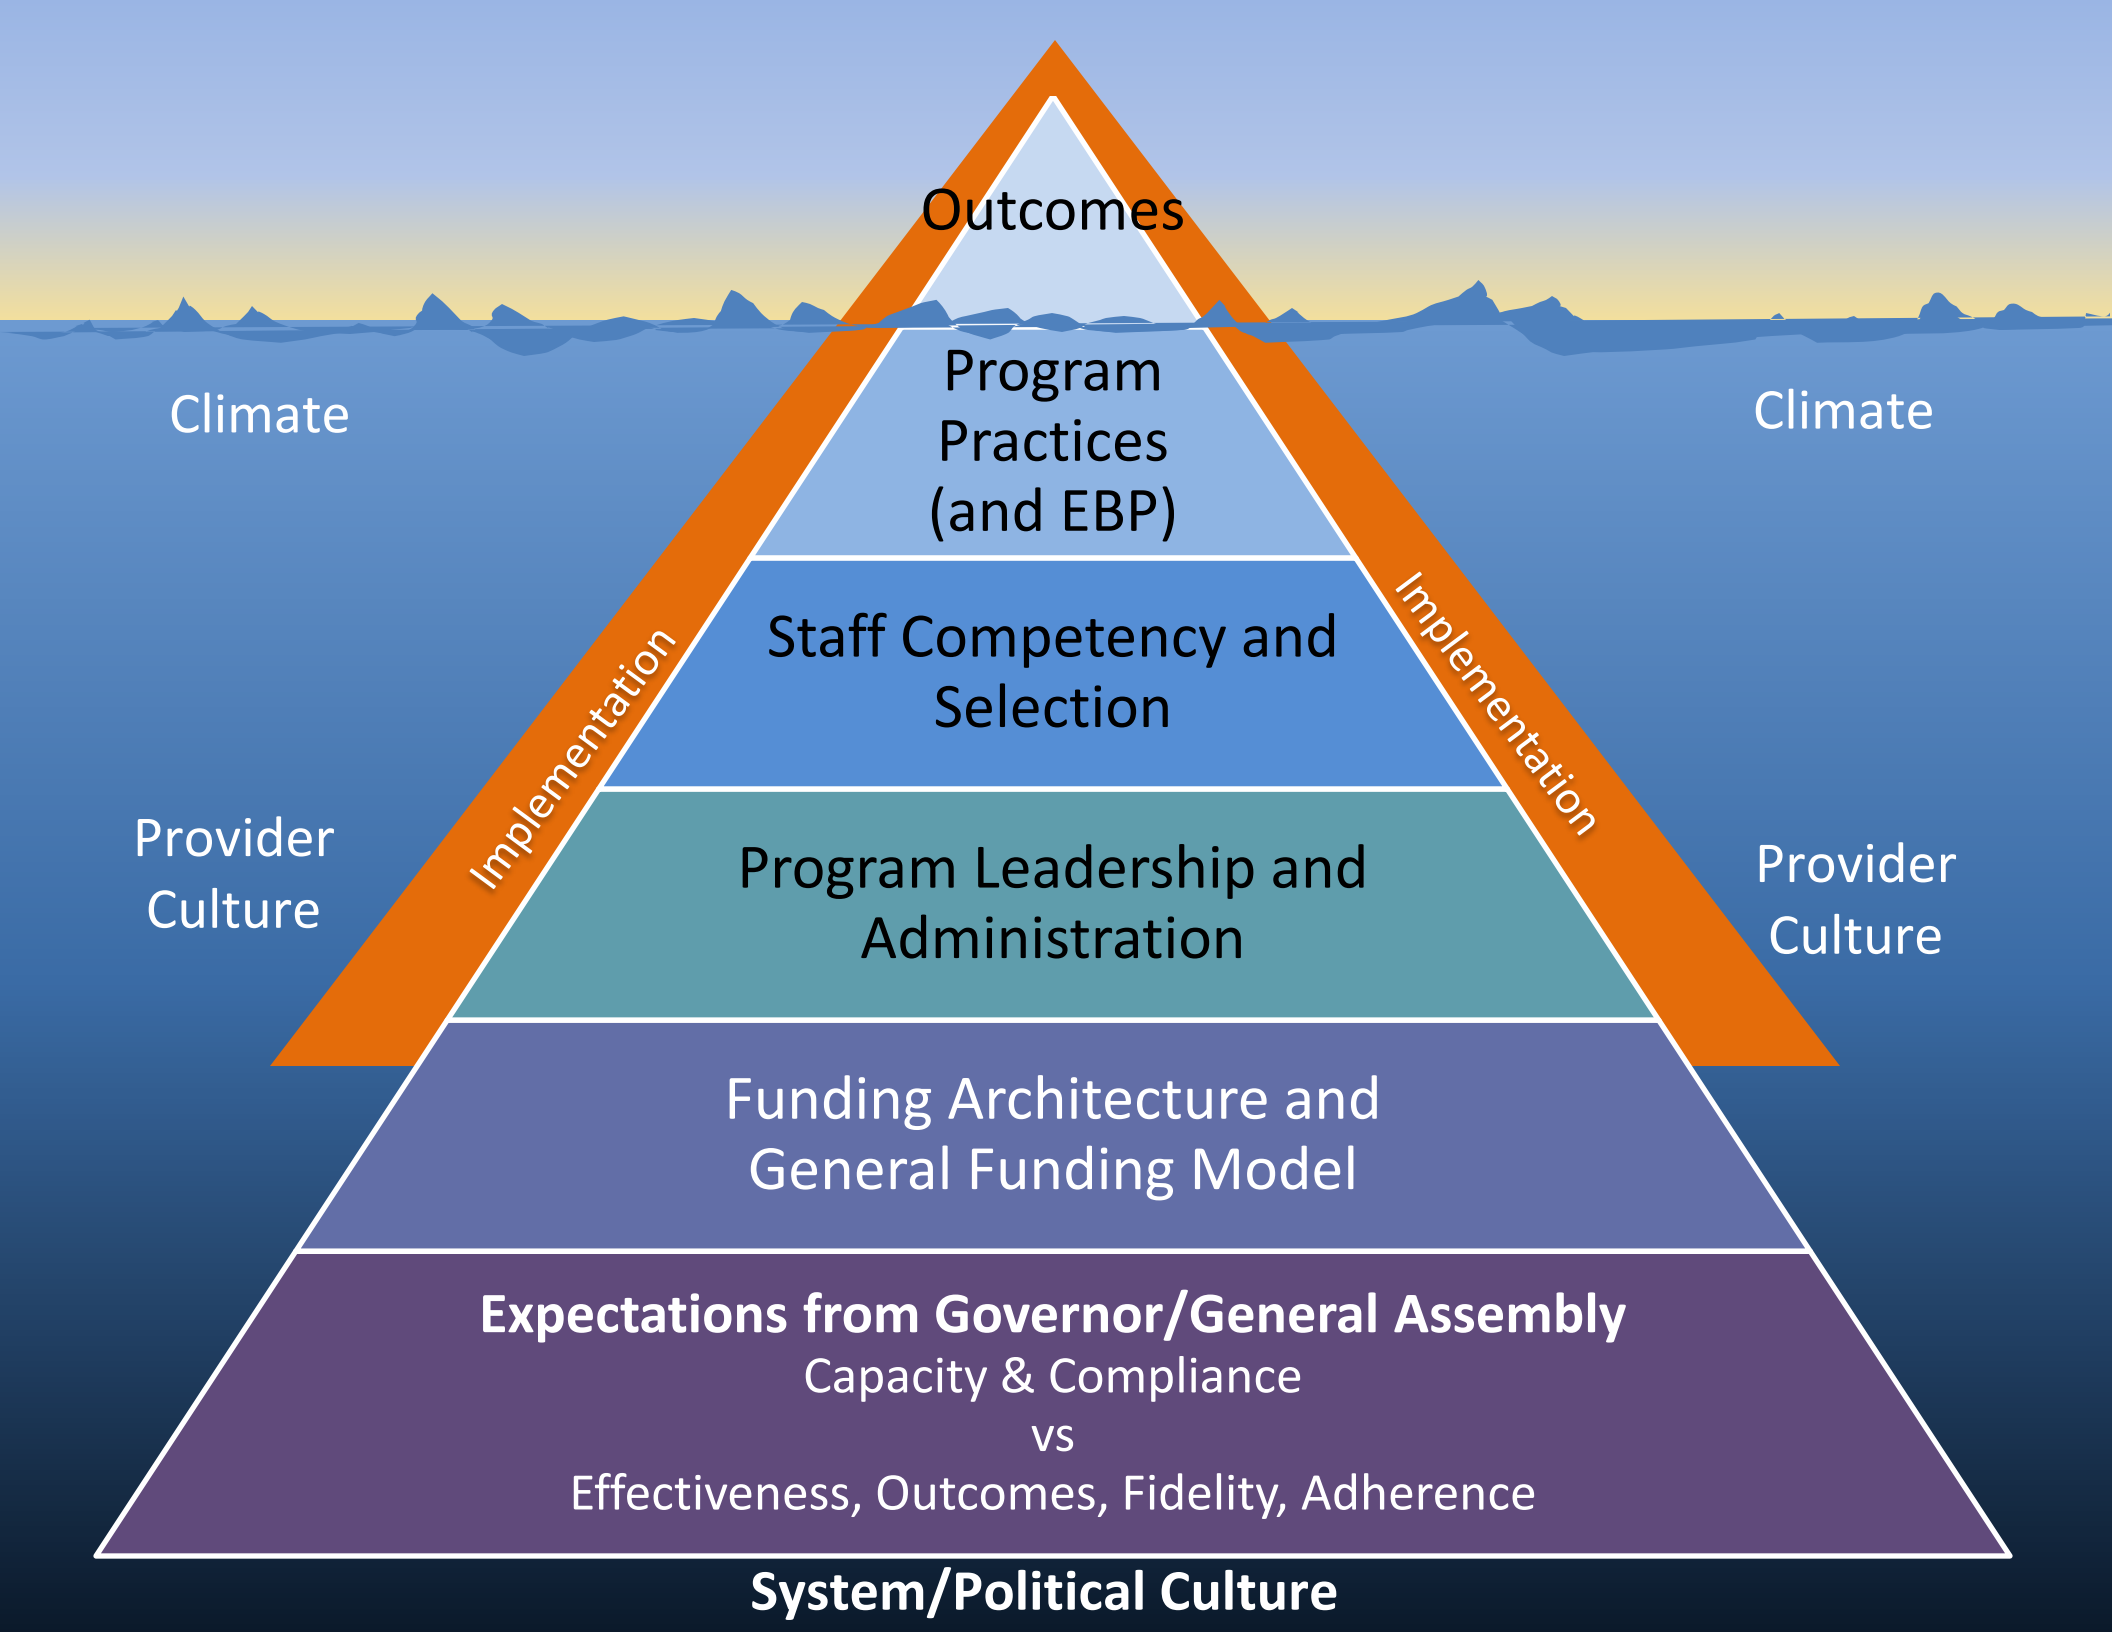 Outcomes
Program
Practices
(and EBP)
Climate
Climate
Staff Competency and
Selection
Implementation
Implementation
Program Leadership and
Administration
Provider
Culture
Provider
Culture
Funding Architecture and
General Funding Model
Expectations from Governor/General Assembly
Capacity & Compliance
vs
Effectiveness, Outcomes, Fidelity, Adherence
System/Political Culture